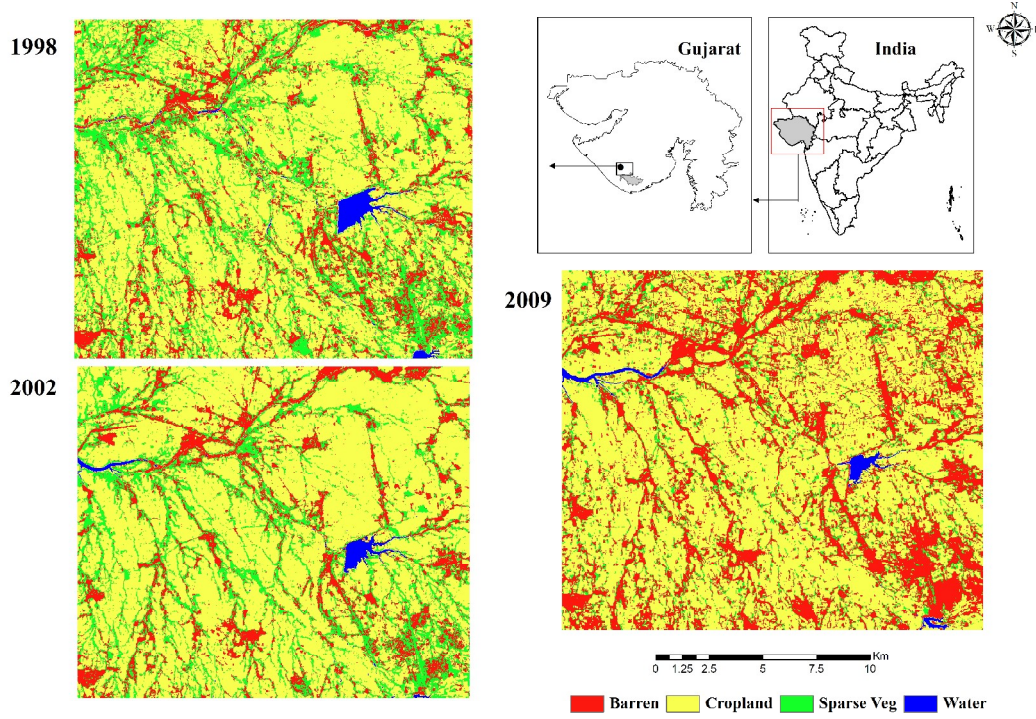 1998
Gujarat
India
N
W
E
S
2002
2009
Km
0 1.25 2.5 5 7.5 10
Barren Cropland Sparse Veg Water